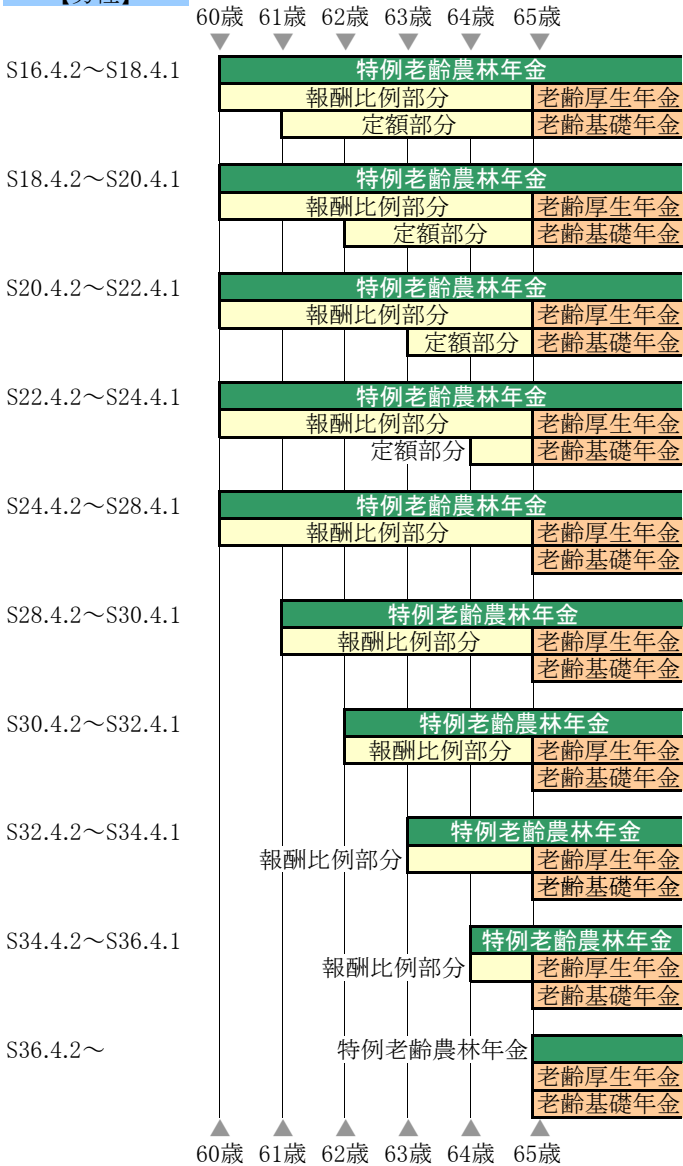 【男性】
60歳 61歳 62歳 63歳 64歳 65歳
S16.4.2～S18.4.1 特例老齢農林年金
報酬比例部分 老齢厚生年金
定額部分 老齢基礎年金
S18.4.2～S20.4.1 特例老齢農林年金
報酬比例部分 老齢厚生年金
定額部分 老齢基礎年金
S20.4.2～S22.4.1 特例老齢農林年金
報酬比例部分 老齢厚生年金
定額部分 老齢基礎年金
S22.4.2～S24.4.1 特例老齢農林年金
報酬比例部分 老齢厚生年金
定額部分 老齢基礎年金
S24.4.2～S28.4.1 特例老齢農林年金
報酬比例部分 老齢厚生年金
老齢基礎年金
S28.4.2～S30.4.1 特例老齢農林年金
報酬比例部分 老齢厚生年金
老齢基礎年金
S30.4.2～S32.4.1 特例老齢農林年金
報酬比例部分 老齢厚生年金
老齢基礎年金
S32.4.2～S34.4.1 特例老齢農林年金
報酬比例部分 老齢厚生年金
老齢基礎年金
S34.4.2～S36.4.1 特例老齢農林年金
報酬比例部分 老齢厚生年金
老齢基礎年金
S36.4.2～ 特例老齢農林年金
老齢厚生年金
老齢基礎年金
60歳 61歳 62歳 63歳 64歳 65歳